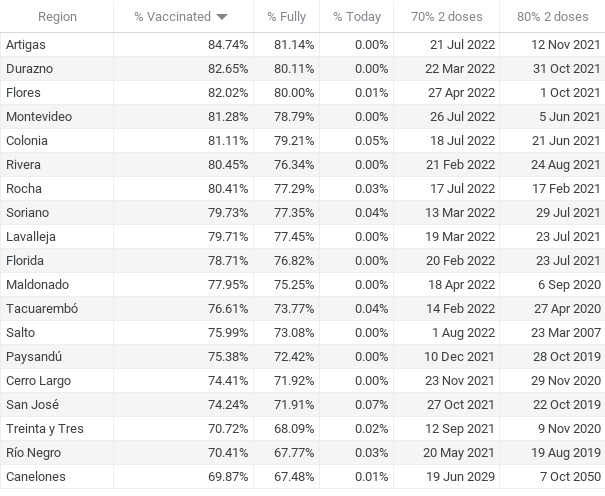 Region % Vaccinated % Fully % Today 70% 2 doses 80% 2 doses
Artigas 84.74% 81.14% 0.00% 21 Jul 2022 12 Nov 2021
Durazno 82.65% 80.11% 0.00% 22 Mar 2022 31 Oct 2021
Flores 82.02% 80.00% 0.01% 27 Apr 2022 1 Oct 2021
Montevideo 81.28% 78.79% 0.00% 26 Jul 2022 5 Jun 2021
Colonia 81.11% 79.21% 0.05% 18 Jul 2022 21 Jun 2021
Rivera 80.45% 76.34% 0.00% 21 Feb 2022 24 Aug 2021
Rocha 80.41% 77.29% 0.03% 17 Jul 2022 17 Feb 2021
Soriano 79.73% 77.35% 0.04% 13 Mar 2022 29 Jul 2021
Lavalleja 79.71% 77.45% 0.00% 19 Mar 2022 23 Jul 2021
Florida 78.71% 76.82% 0.00% 20 Feb 2022 23 Jul 2021
Maldonado 77.95% 75.25% 0.00% 18 Apr 2022 6 Sep 2020
Tacuarembó 76.61% 73.77% 0.04% 14 Feb 2022 27 Apr 2020
Salto 75.99% 73.08% 0.00% 1 Aug 2022 23 Mar 2007
Paysandú 75.38% 72.42% 0.00% 10 Dec 2021 28 Oct 2019
Cerro Largo 74.41% 71.92% 0.00% 23 Nov 2021 29 Nov 2020
San José 74.24% 71.91% 0.07% 27 Oct 2021 22 Oct 2019
Treinta y Tres 70.72% 68.09% 0.02% 12 Sep 2021 9 Nov 2020
Río Negro 70.41% 67.77% 0.03% 20 May 2021 19 Aug 2019
Canelones 69.87% 67.48% 0.01% 19 Jun 2029 7 Oct 2050